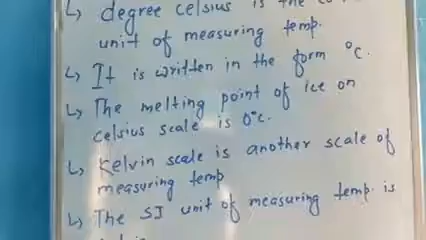 ↳ degree celsius is the
unit of measuring temp.
↳ It is written in the form °C.
↳ The melting point of ice on
Celsius scale is 0°C.
↳ Kelvin scale is another scale of
measuring temp
↳ The SI unit of measuring temp. is